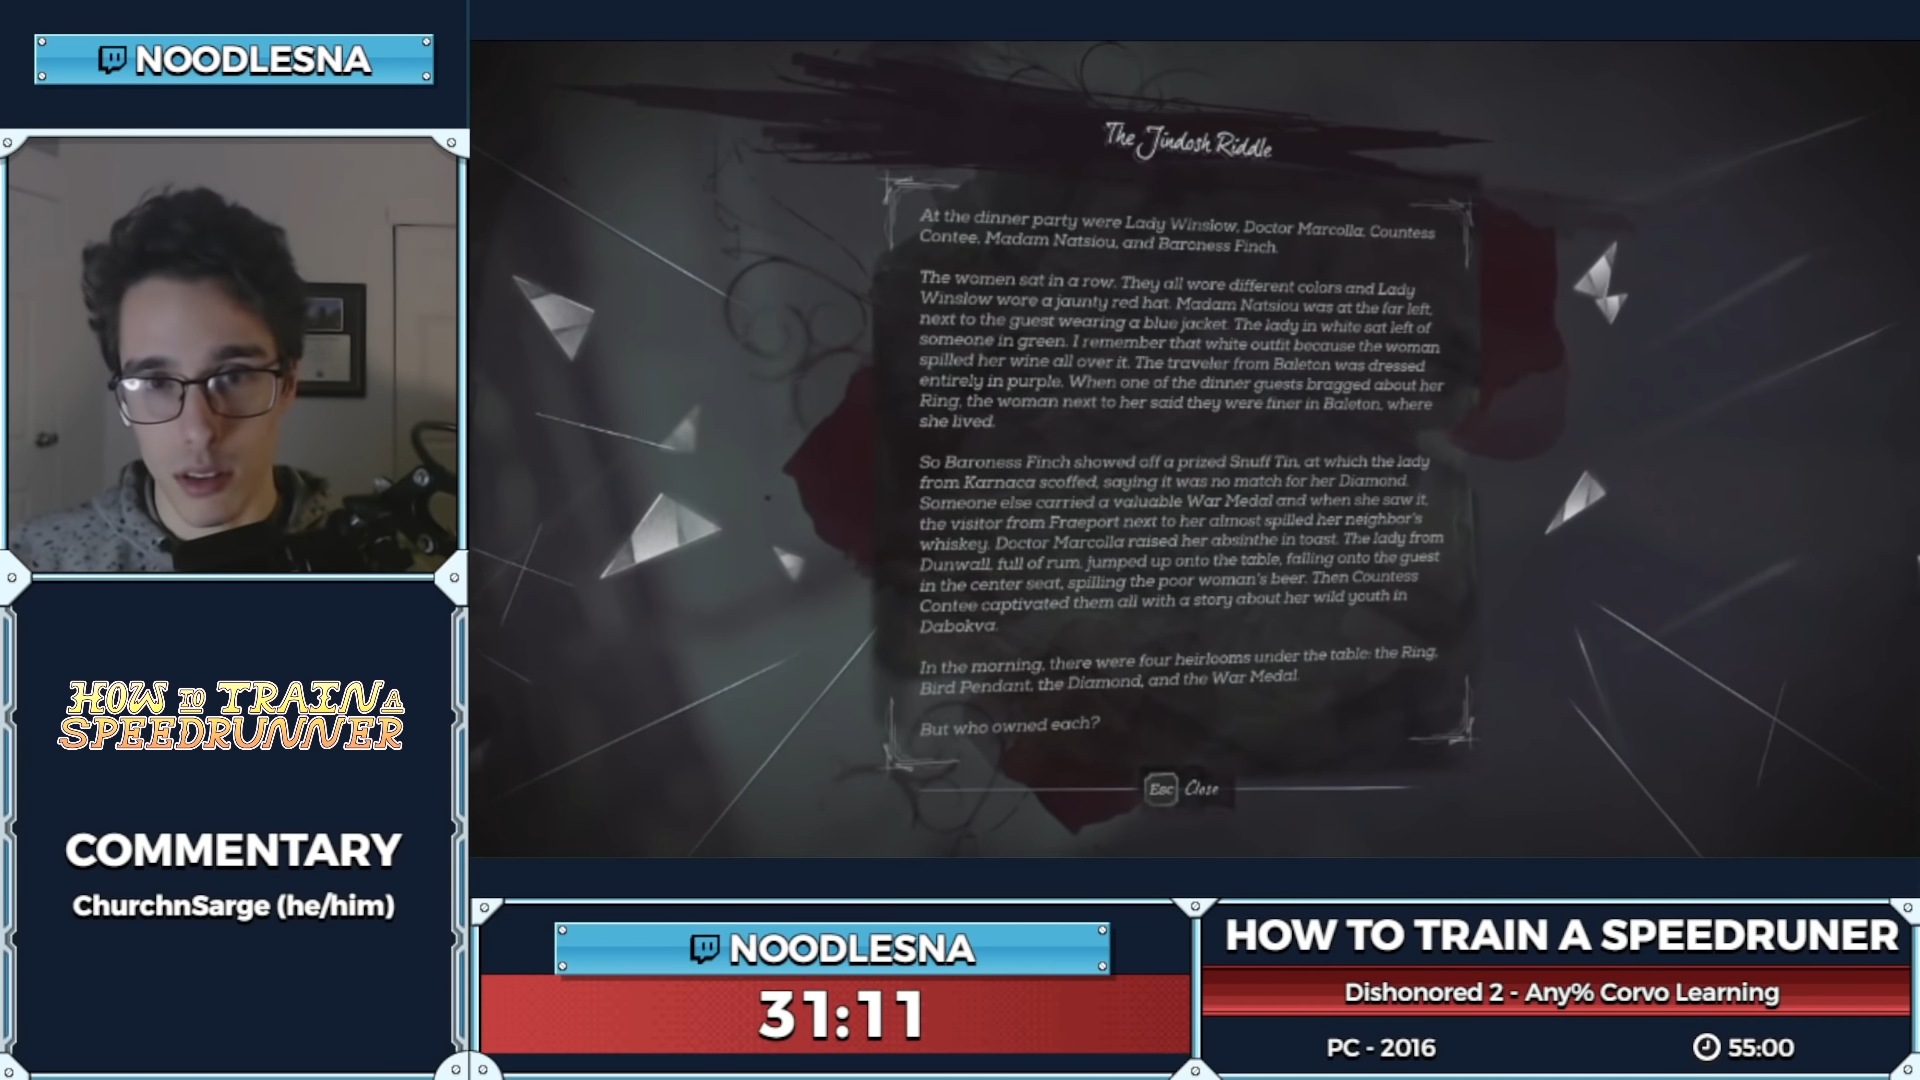 NOODLESNA
The Jindosh Riddle
At the dinner party were Lady Winslow, Doctor Marcolla, Countess
Contee, Madam Natsiou, and Baroness Finch.
The women sat in a row. They all wore different colors and Lady
Winslow wore a jaunty red hat. Madam Natsiou was at the far left,
next to the guest wearing a blue jacket. The lady in white sat left of
someone in green. I remember that white outfit because the woman
spilled her wine all over it. The traveler from Baleton was dressed
entirely in purple. When one of the dinner guests bragged about her
Ring, the woman next to her said they were finer in Baleton, where
she lived.
So Baroness Finch showed off a prized Snuff Tin, at which the lady
from Karnaca scoffed, saying it was no match for her Diamond.
Someone else carried a valuable War Medal and when she saw it,
the visitor from Fraeport next to her almost spilled her neighbor's
whiskey. Doctor Marcolla raised her absinthe in toast. The lady from
Dunwall, full of rum, jumped up onto the table, falling onto the guest
in the center seat, spilling the poor woman's beer. Then Countess
Contee captivated them all with a story about her wild youth in
Dabokva.
In the morning, there were four heirlooms under the table: the Ring,
Bird Pendant, the Diamond, and the War Medal.
But who owned each?
Esc Close
HOW TO TRAIN A
SPEEDRUNNER
COMMENTARY
ChurchnSarge (he/him)
NOODLESNA
31:11
HOW TO TRAIN A SPEEDRUNER
Dishonored 2 - Any% Corvo Learning
PC - 2016
55:00